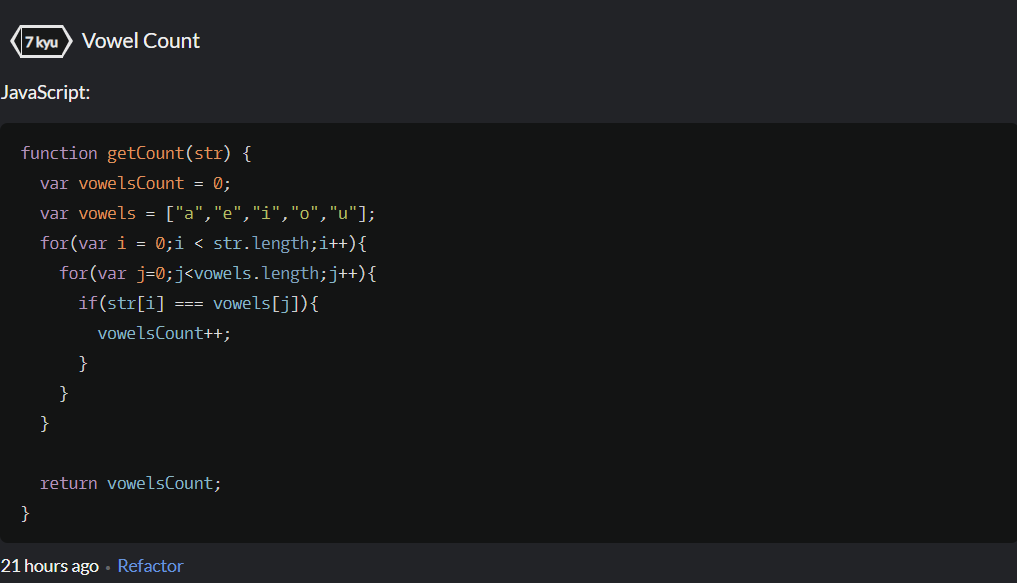 7 kyu Vowel Count
JavaScript:
function getCount(str) {
  var vowelsCount = 0;
  var vowels = ["a","e","i","o","u"];
  for(var i = 0;i < str.length;i++){
    for(var j=0;j<vowels.length;j++){
      if(str[i] === vowels[j]){
        vowelsCount++;
      }
    }
  }
  return vowelsCount;
}
21 hours ago • Refactor